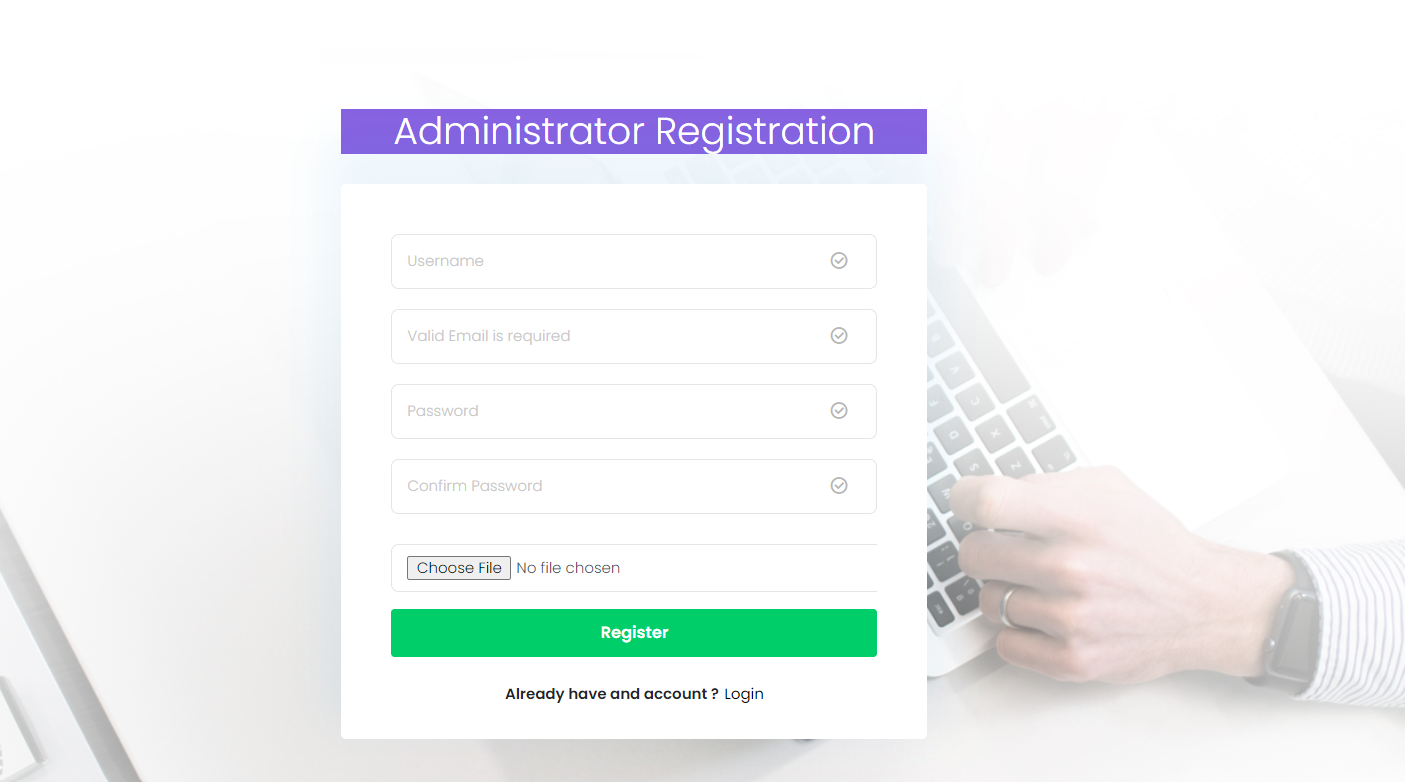 Administrator Registration
Username
Valid Email is required
Password
Confirm Password
Choose File No file chosen
Register
Already have and account ? Login